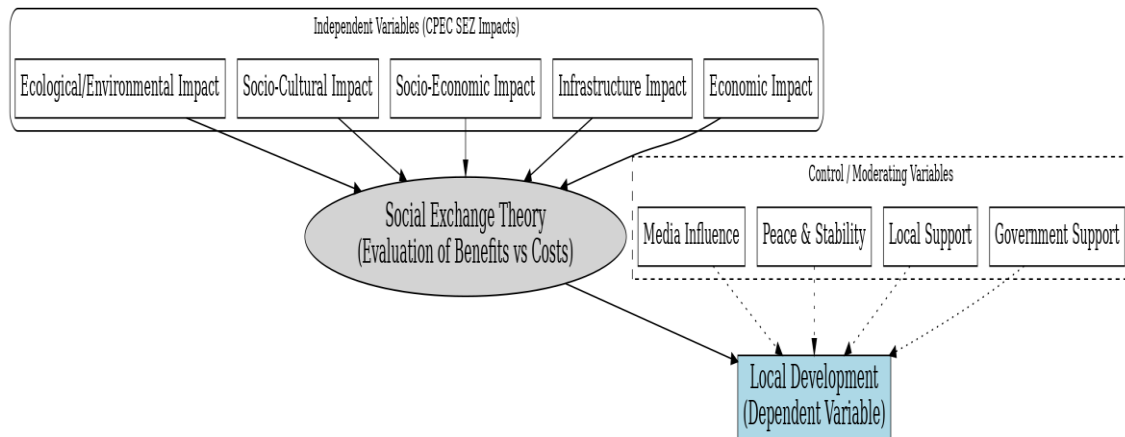 Independent Variables (CPEC SEZ Impacts)
Ecological/Environmental Impact
Socio-Cultural Impact
Socio-Economic Impact
Infrastructure Impact
Economic Impact
Control / Moderating Variables
Media Influence
Peace & Stability
Local Support
Government Support
Social Exchange Theory
(Evaluation of Benefits vs Costs)
Local Development
(Dependent Variable)